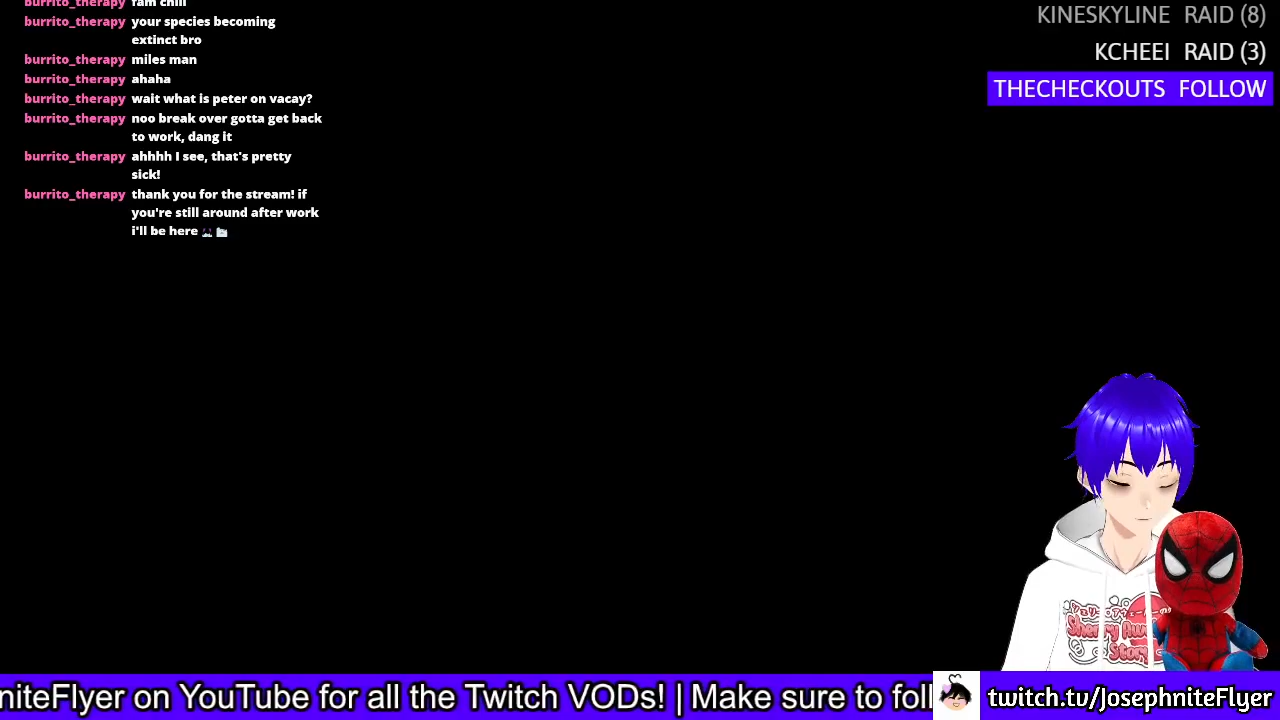 burrito_therapy fam chill
burrito_therapy your species becoming
extinct bro
burrito_therapy miles man
burrito_therapy ahaha
burrito_therapy wait what is peter on vacay?
burrito_therapy noo break over gotta get back
to work, dang it
burrito_therapy ahhhh I see, that's pretty
sick!
burrito_therapy thank you for the stream! if
you're still around after work
i'll be here
KINESKYLINE RAID (8)
KCHEEI RAID (3)
THECHECKOUTS FOLLOW
niteFlyer on YouTube for all the Twitch VODs! | Make sure to foll
twitch.tv/JosephniteFlyer